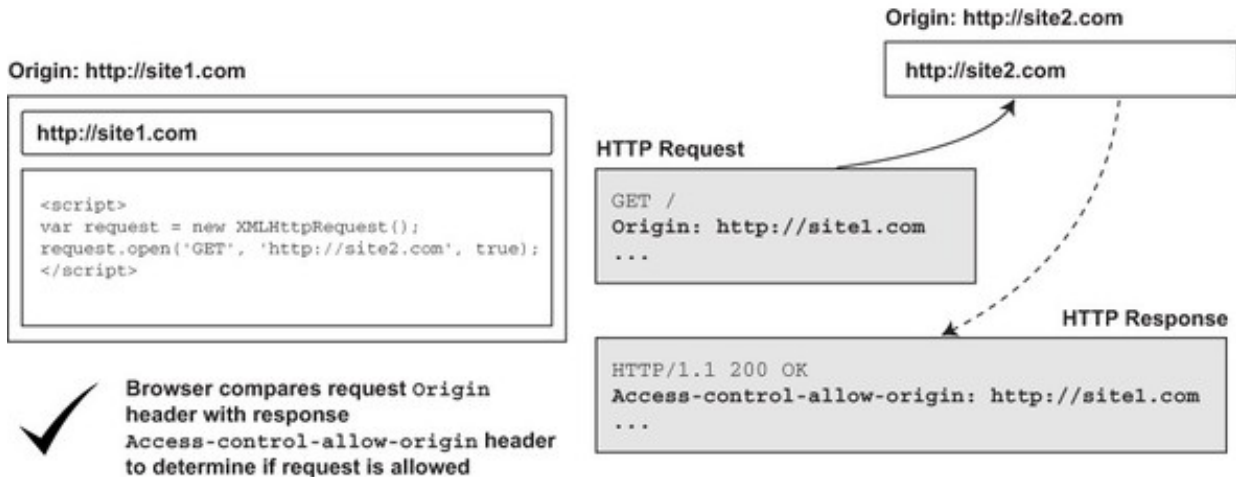 Origin: http://site1.com
http://site1.com
<script>
var request = new XMLHttpRequest();
request.open('GET', 'http://site2.com', true);
</script>
Browser compares request Origin
header with response
Access-control-allow-origin header
to determine if request is allowed
Origin: http://site2.com
http://site2.com
HTTP Request
GET /
Origin: http://site1.com
...
HTTP Response
HTTP/1.1 200 OK
Access-control-allow-origin: http://site1.com
...